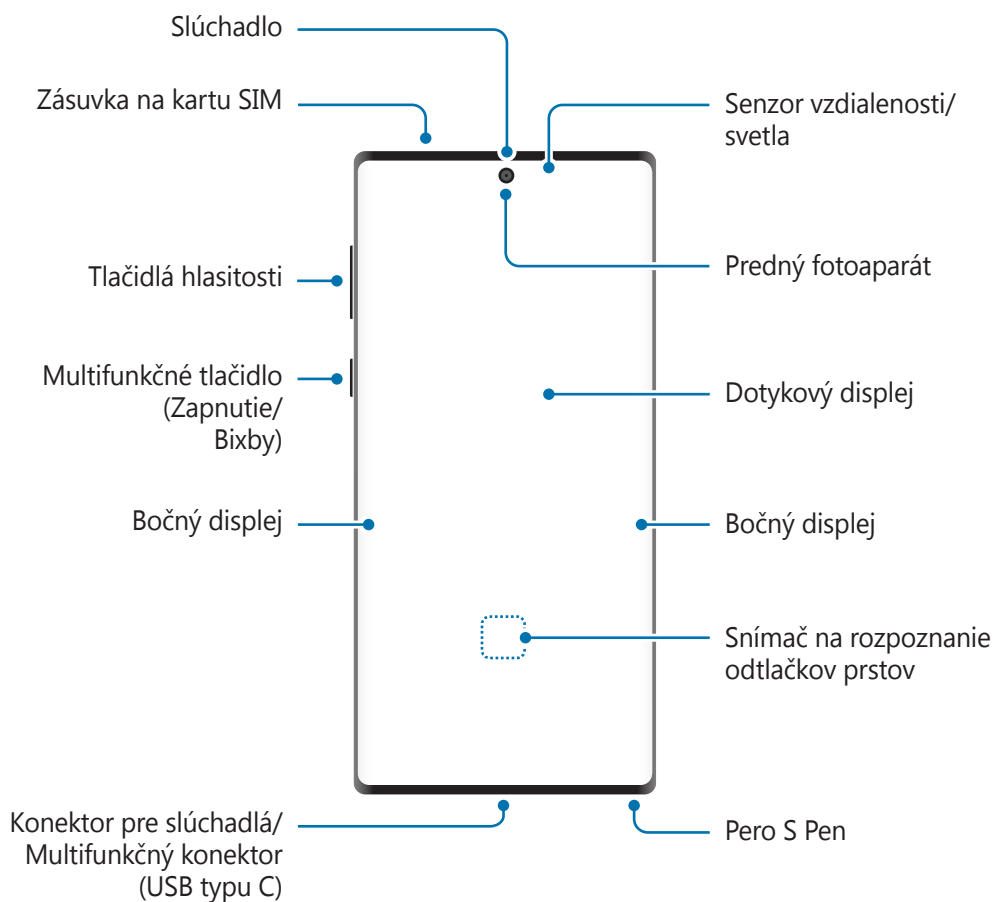 Slúchadlo
Zásuvka na kartu SIM
Senzor vzdialenosti/
svetla
Tlačidlá hlasitosti
Predný fotoaparát
Multifunkčné tlačidlo
(Zapnutie/
Bixby)
Dotykový displej
Bočný displej
Bočný displej
Snímač na rozpoznanie
odtlačkov prstov
Konektor pre slúchadlá/
Multifunkčný konektor
(USB typu C)
Pero S Pen